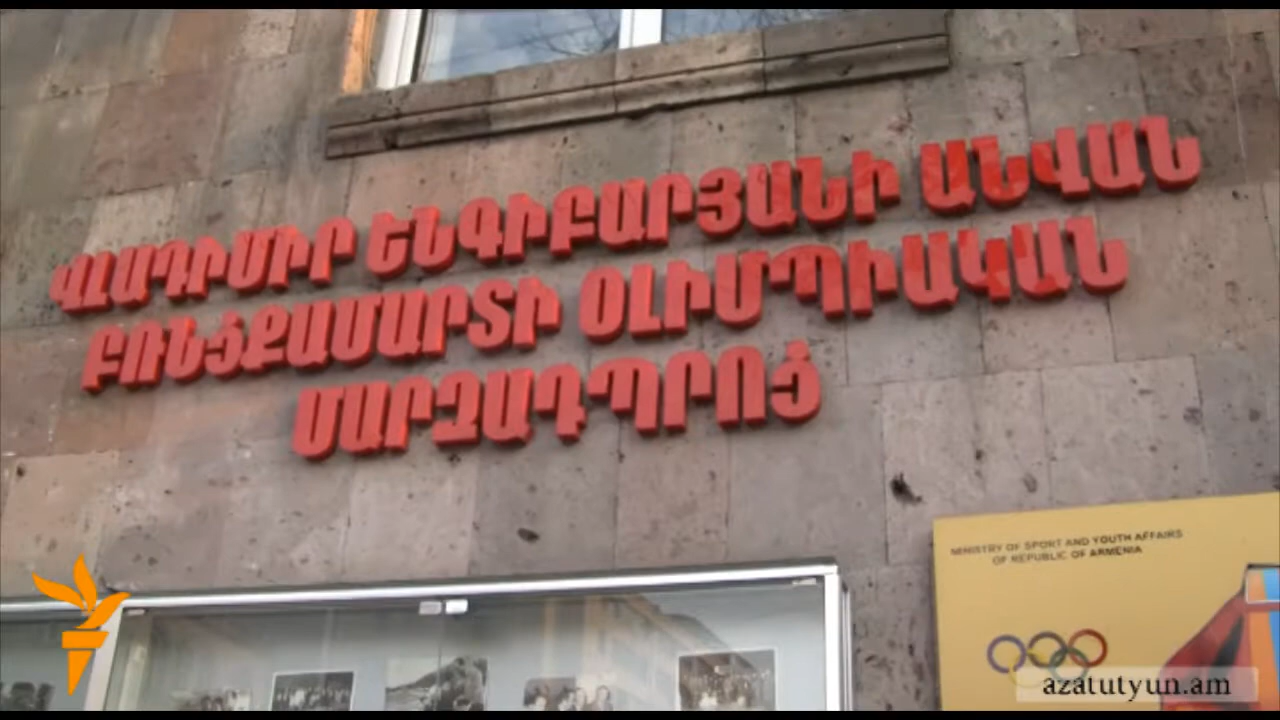 ՎԼԱԴԻՄԻՐ ԵՆԳԻԲԱՐՅԱՆԻ ԱՆՎԱՆ
ԲՌՆՑՔԱՄԱՐՏԻ ՕԼԻՄՊԻԱԿԱՆ
ՄԱՐԶԱԴՊՐՈՑ
MINISTRY OF SPORT AND YOUTH AFFAIRS
OF REPUBLIC OF ARMENIA
azatutyun.am